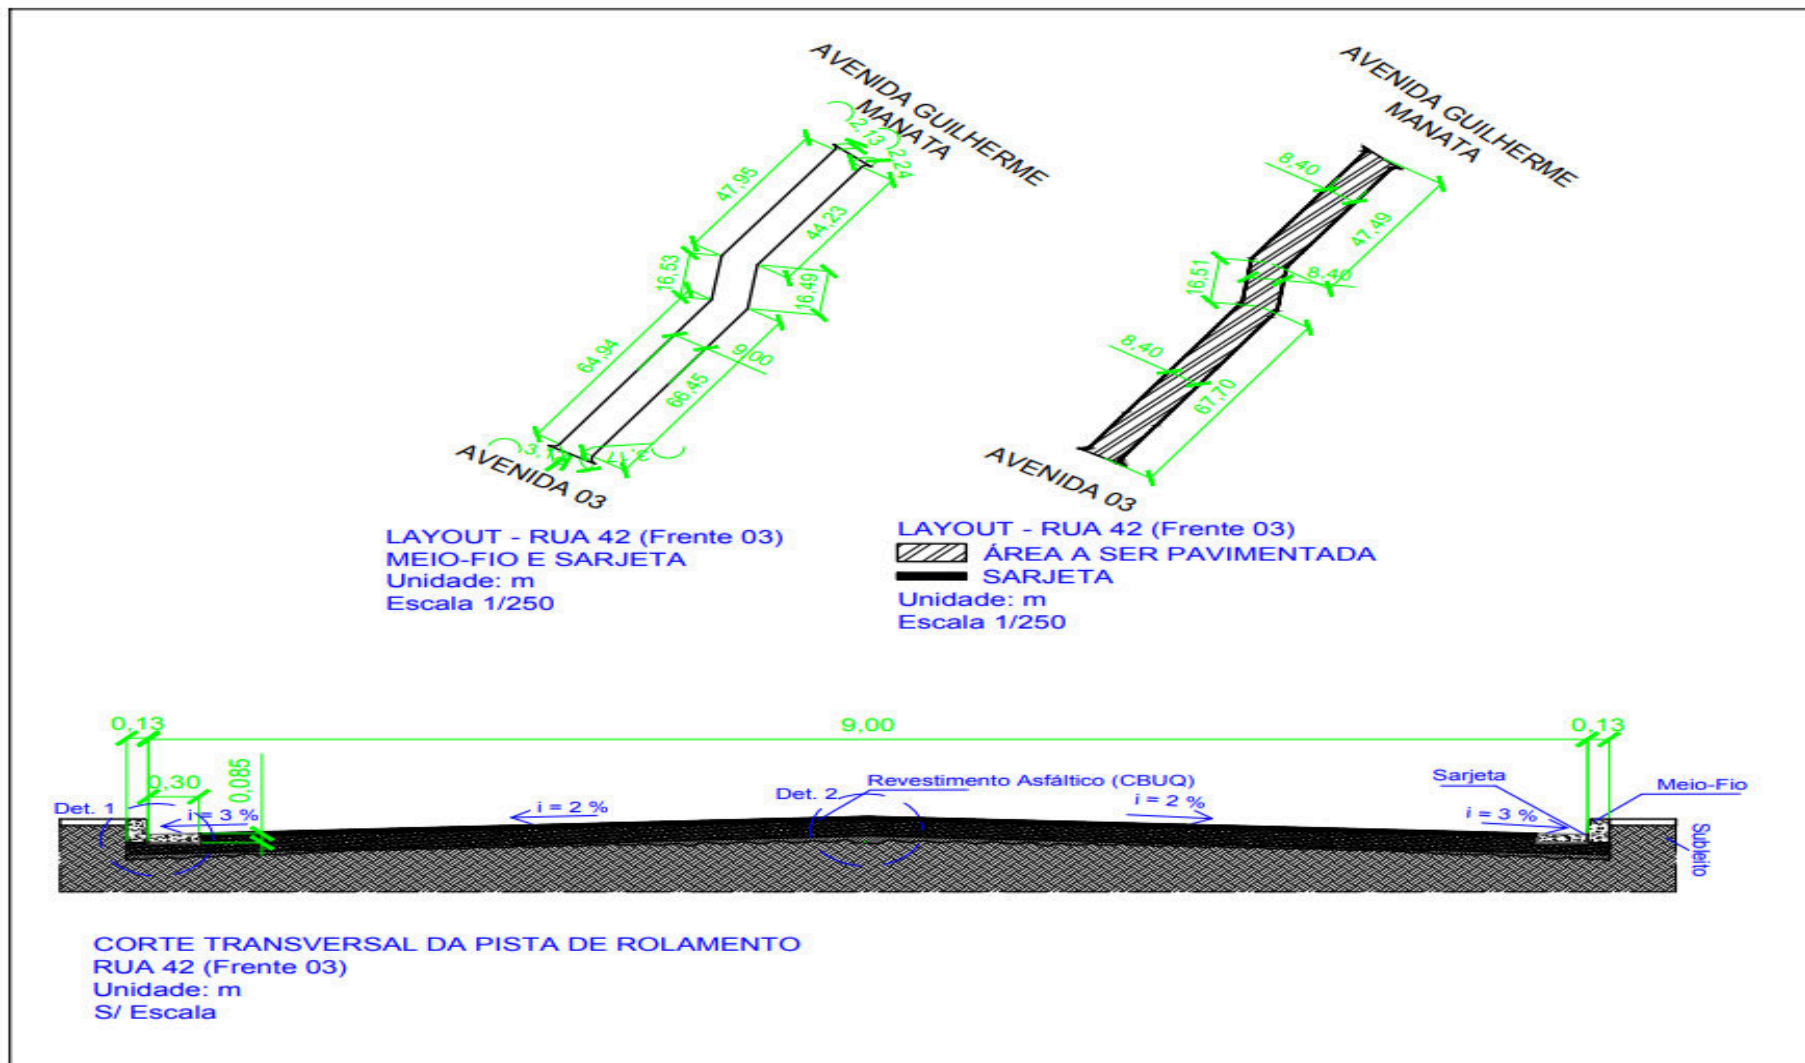 AVENIDA GUILHERME
MANATA
2,13
2,24
47,95
44,23
16,53
16,49
64,94
9,00
66,45
3,17
AVENIDA 03
LAYOUT - RUA 42 (Frente 03)
MEIO-FIO E SARJETA
Unidade: m
Escala 1/250
AVENIDA GUILHERME
MANATA
8,40
47,49
16,51
8,40
8,40
67,70
AVENIDA 03
LAYOUT - RUA 42 (Frente 03)
ÁREA A SER PAVIMENTADA
SARJETA
Unidade: m
Escala 1/250
0,13
9,00
0,13
0,30
0,085
Det. 1
i = 3 %
i = 2 %
Det. 2
Revestimento Asfáltico (CBUQ)
i = 2 %
Sarjeta
i = 3 %
Meio-Fio
Subleito
CORTE TRANSVERSAL DA PISTA DE ROLAMENTO
RUA 42 (Frente 03)
Unidade: m
S/ Escala